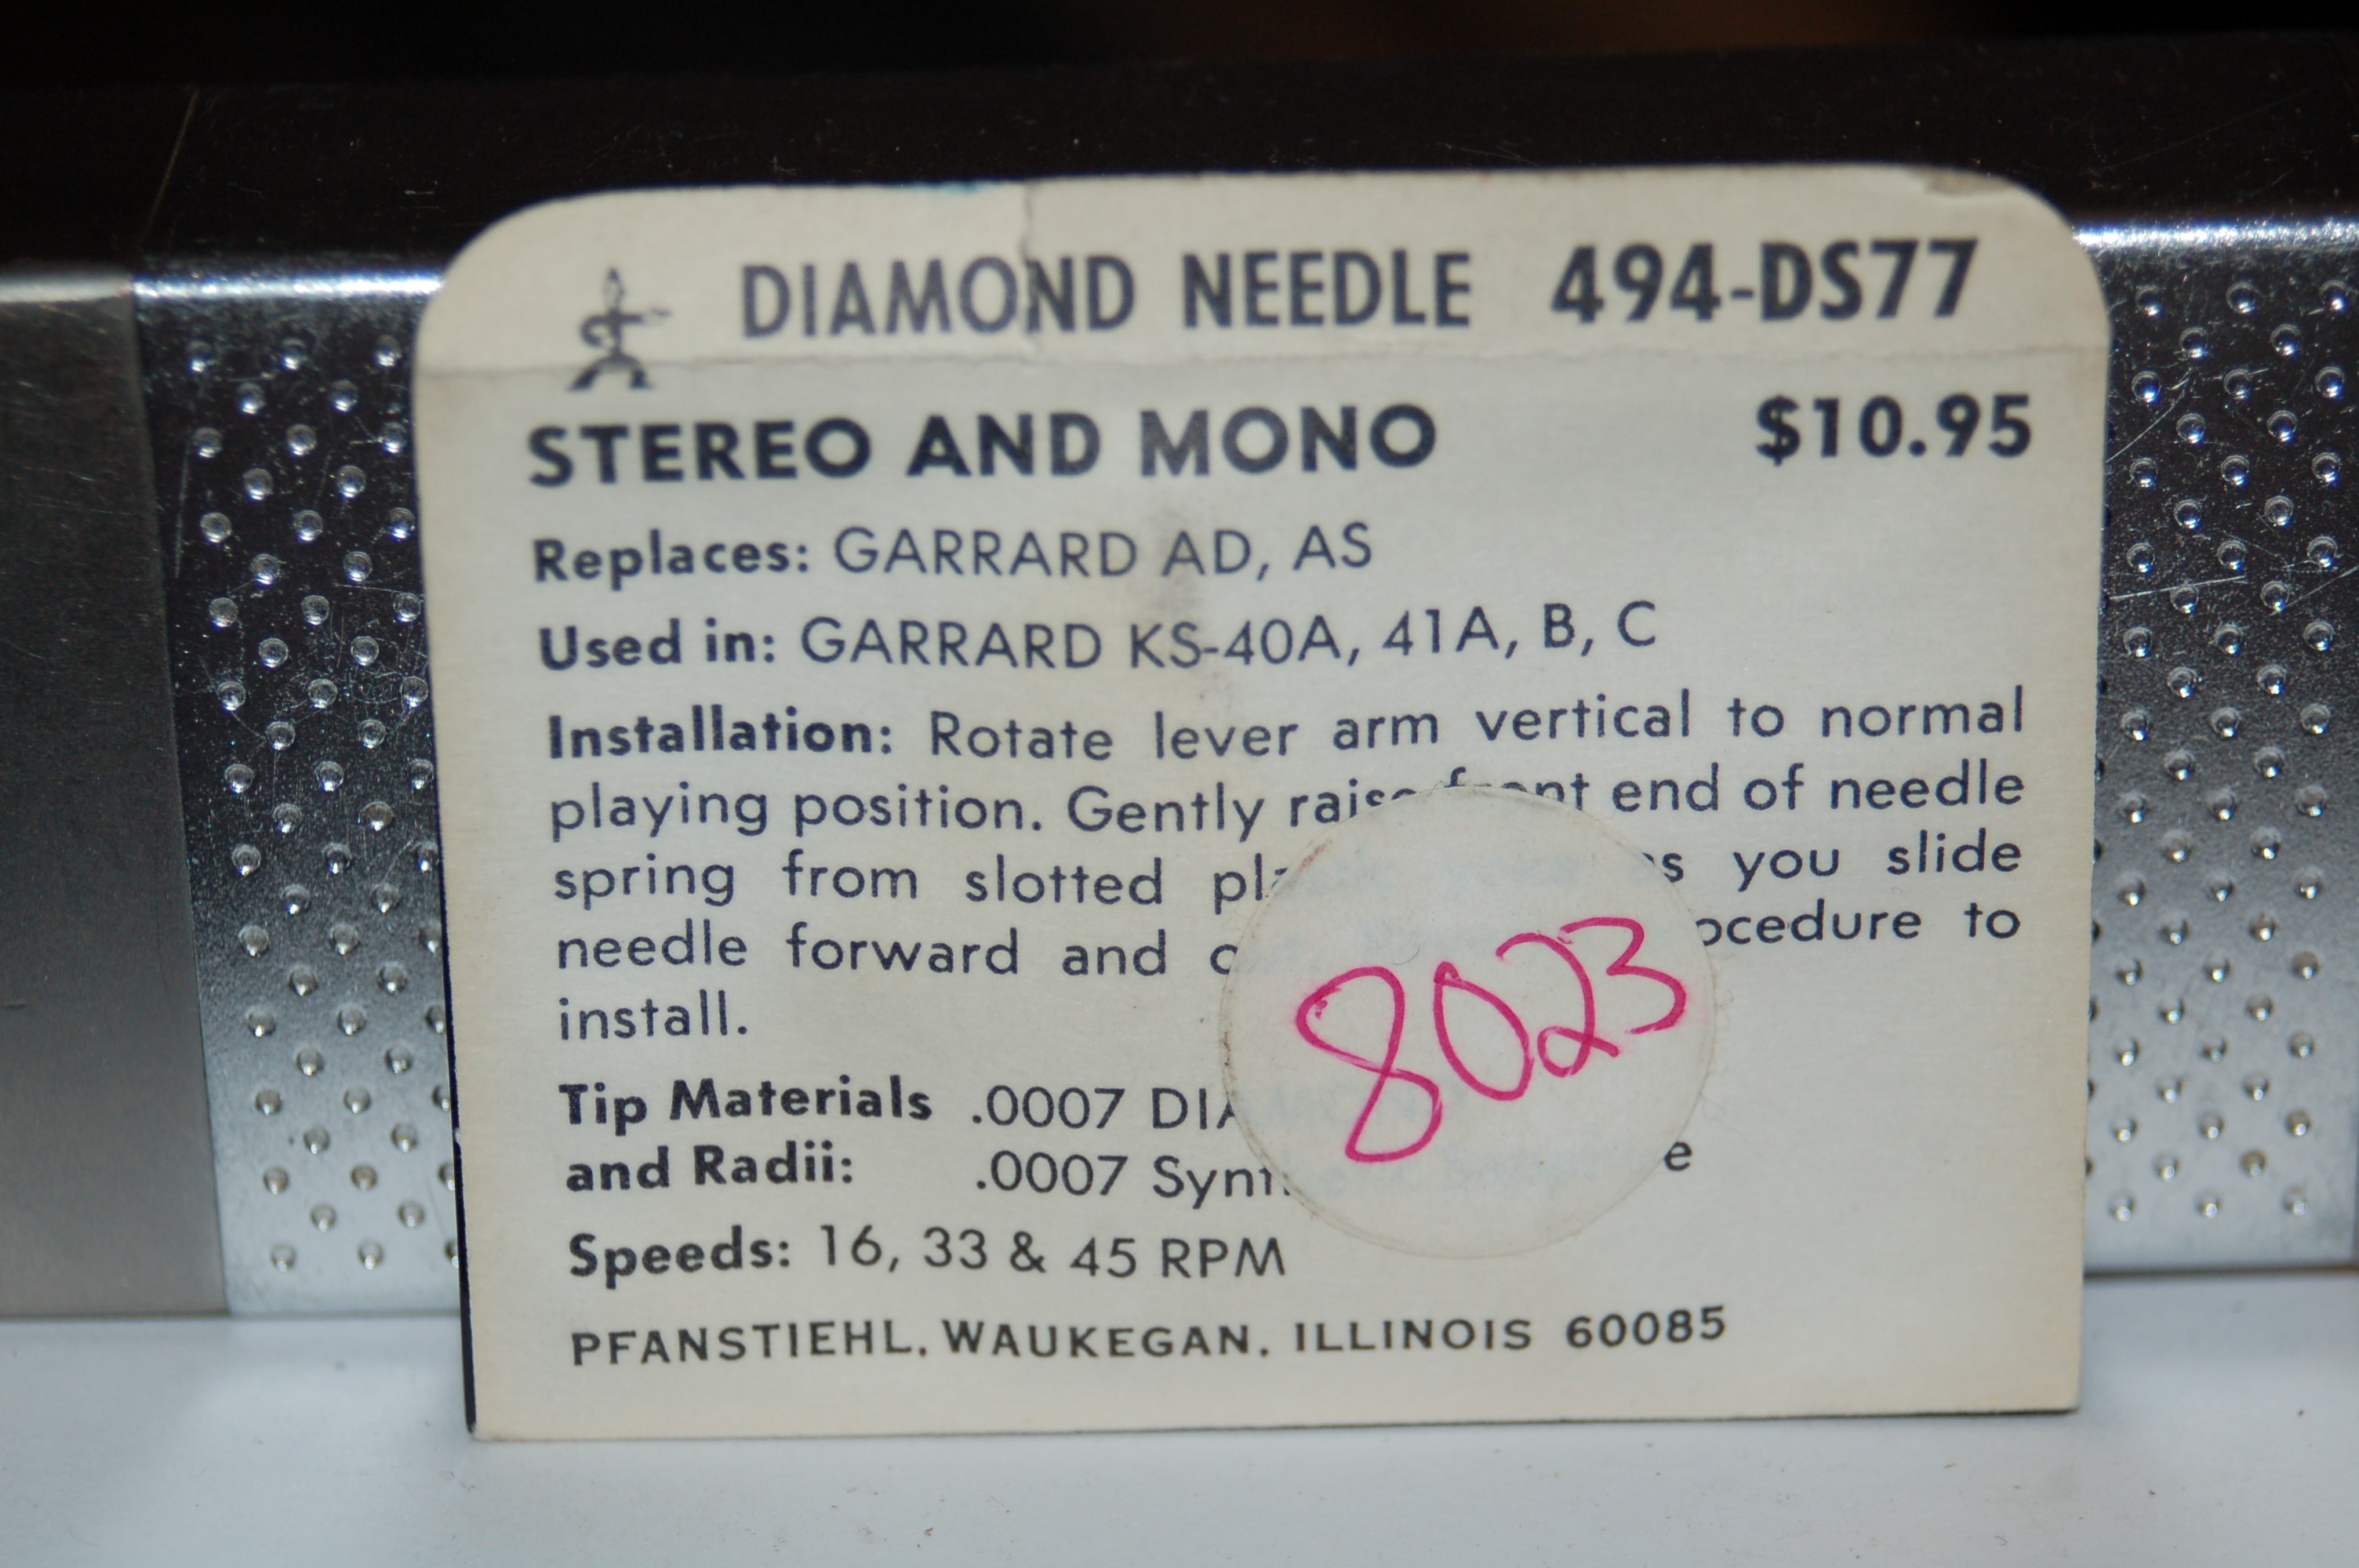 DIAMOND NEEDLE 494-DS77
STEREO AND MONO $10.95
Replaces: GARRARD AD, AS
Used in: GARRARD KS-40A, 41A, B, C
Installation: Rotate lever arm vertical to normal
playing position. Gently raise front end of needle
spring from slotted you slide
needle forward and to
install.
Tip Materials .0007
and Radii: .0007
8023
Speeds: 16, 33 & 45 RPM
PFANSTIEHL, WAUKEGAN, ILLINOIS 60085